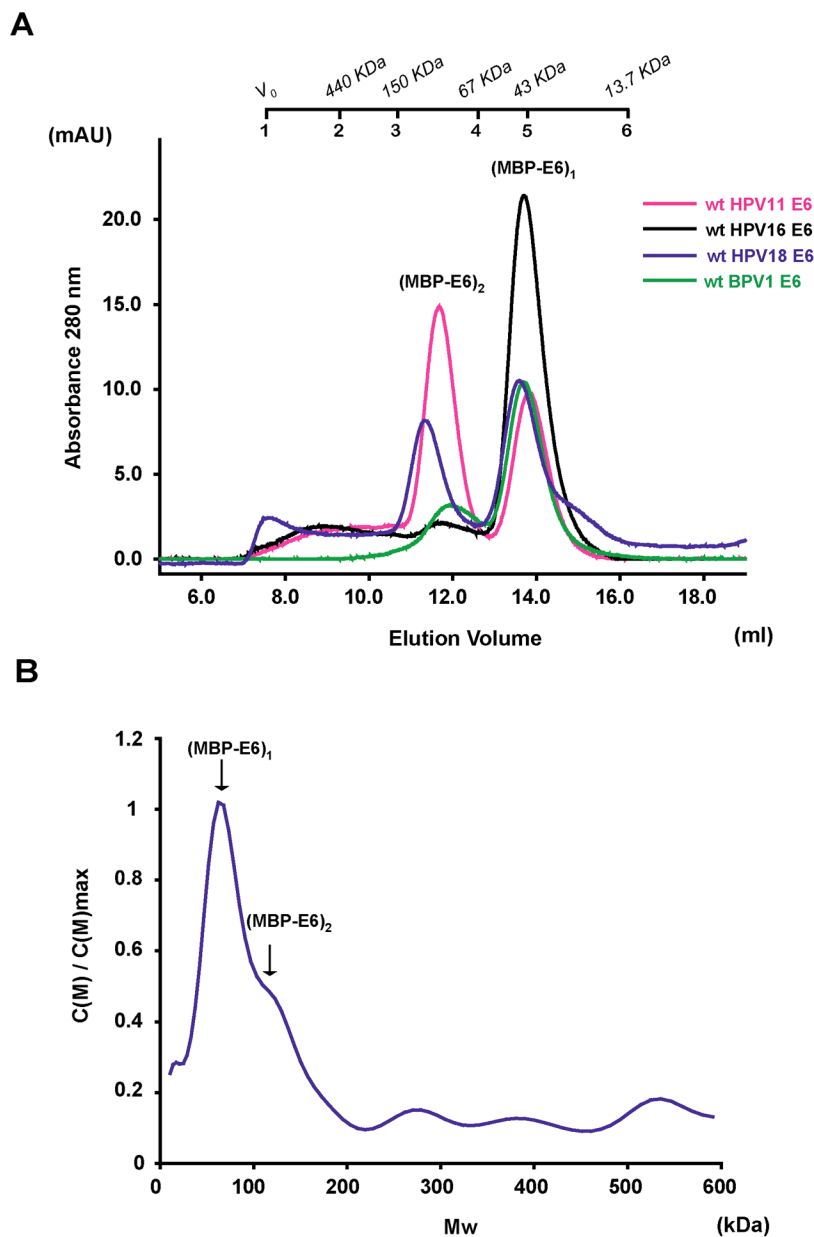 A
V0 440 KDa 150 KDa 67 KDa 43 KDa 13.7 KDa
1 2 3 4 5 6
(mAU)
(MBP-E6)1
20.0
wt HPV11 E6
wt HPV16 E6
wt HPV18 E6
wt BPV1 E6
(MBP-E6)2
15.0
10.0
5.0
0.0
Absorbance 280 nm
6.0 8.0 10.0 12.0 14.0 16.0 18.0
Elution Volume (ml)
B
1.2
(MBP-E6)1
1
0.8
(MBP-E6)2
0.6
0.4
0.2
0
C(M) / C(M)max
0 100 200 300 400 500 600
Mw (kDa)